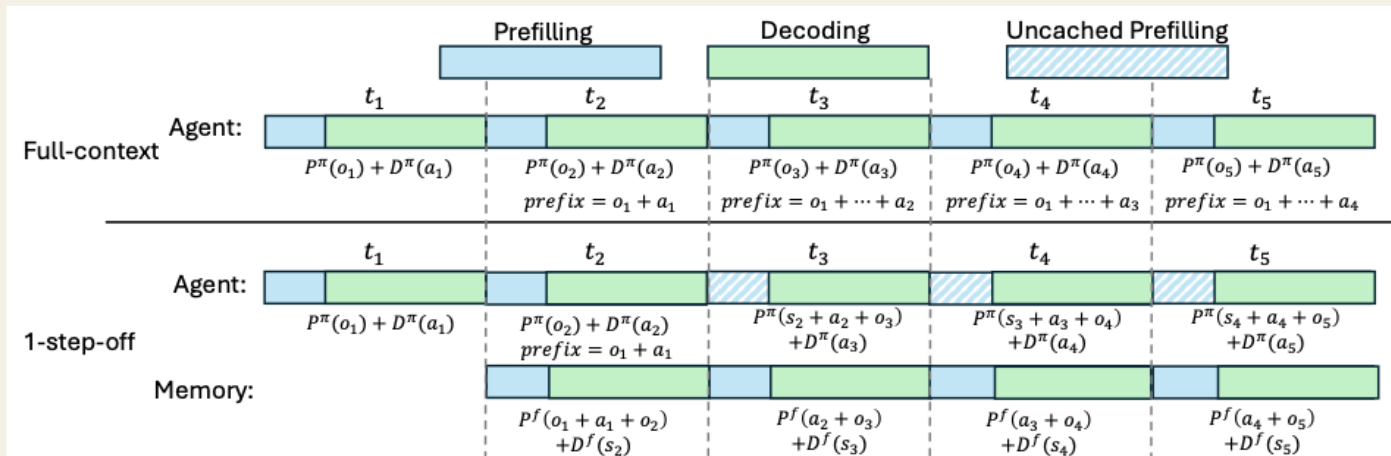 Prefilling Decoding Uncached Prefilling
t₁ t₂ t₃ t₄ t₅
Full-context Agent:
P^π(o₁) + D^π(a₁) P^π(o₂) + D^π(a₂) P^π(o₃) + D^π(a₃) P^π(o₄) + D^π(a₄) P^π(o₅) + D^π(a₅)
prefix = o₁ + a₁ prefix = o₁ + ⋯ + a₂ prefix = o₁ + ⋯ + a₃ prefix = o₁ + ⋯ + a₄
t₁ t₂ t₃ t₄ t₅
Agent:
1-step-off
P^π(o₁) + D^π(a₁) P^π(o₂) + D^π(a₂) P^π(s₂ + a₂ + o₃) P^π(s₃ + a₃ + o₄) P^π(s₄ + a₄ + o₅)
prefix = o₁ + a₁ +D^π(a₃) +D^π(a₄) +D^π(a₅)
Memory:
P^f(o₁ + a₁ + o₂) P^f(a₂ + o₃) P^f(a₃ + o₄) P^f(a₄ + o₅)
+D^f(s₂) +D^f(s₃) +D^f(s₄) +D^f(s₅)